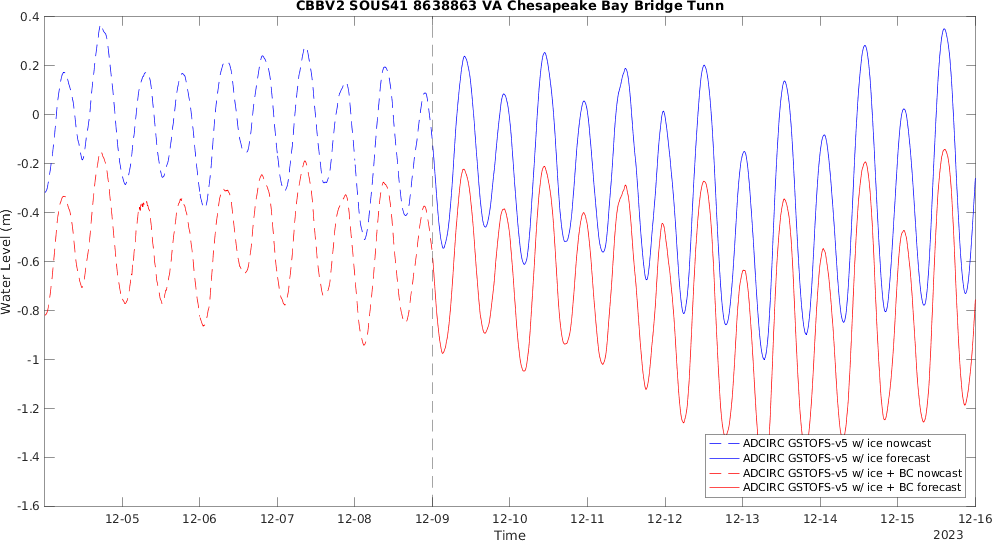 CBBV2 SOUS41 8638863 VA Chesapeake Bay Bridge Tunn
0.4
0.2
0
-0.2
-0.4
-0.6
-0.8
-1
-1.2
-1.4
-1.6
Water Level (m)
ADCIRC GSTOFS-v5 w/ ice nowcast
ADCIRC GSTOFS-v5 w/ ice forecast
ADCIRC GSTOFS-v5 w/ ice + BC nowcast
ADCIRC GSTOFS-v5 w/ ice + BC forecast
12-05 12-06 12-07 12-08 12-09 12-10 12-11 12-12 12-13 12-14 12-15 12-16
Time
2023